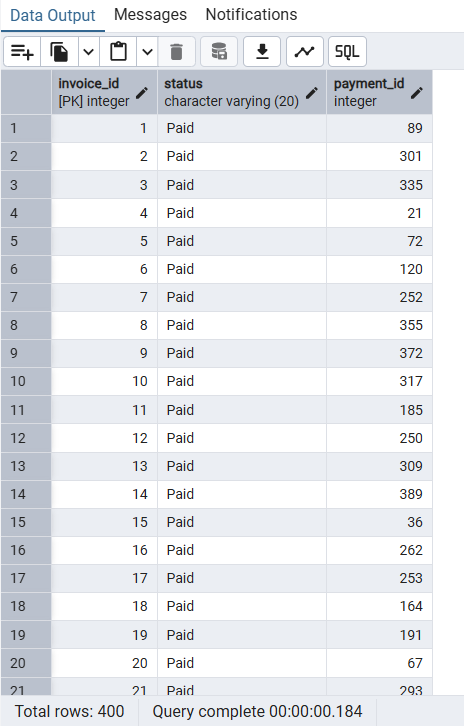 Data Output Messages Notifications
SQL
invoice_id status payment_id
[PK] integer character varying (20) integer
1 1 Paid 89
2 2 Paid 301
3 3 Paid 335
4 4 Paid 21
5 5 Paid 72
6 6 Paid 120
7 7 Paid 252
8 8 Paid 355
9 9 Paid 372
10 10 Paid 317
11 11 Paid 185
12 12 Paid 250
13 13 Paid 309
14 14 Paid 389
15 15 Paid 36
16 16 Paid 262
17 17 Paid 253
18 18 Paid 164
19 19 Paid 191
20 20 Paid 67
21 21 Paid 293
Total rows: 400 Query complete 00:00:00.184